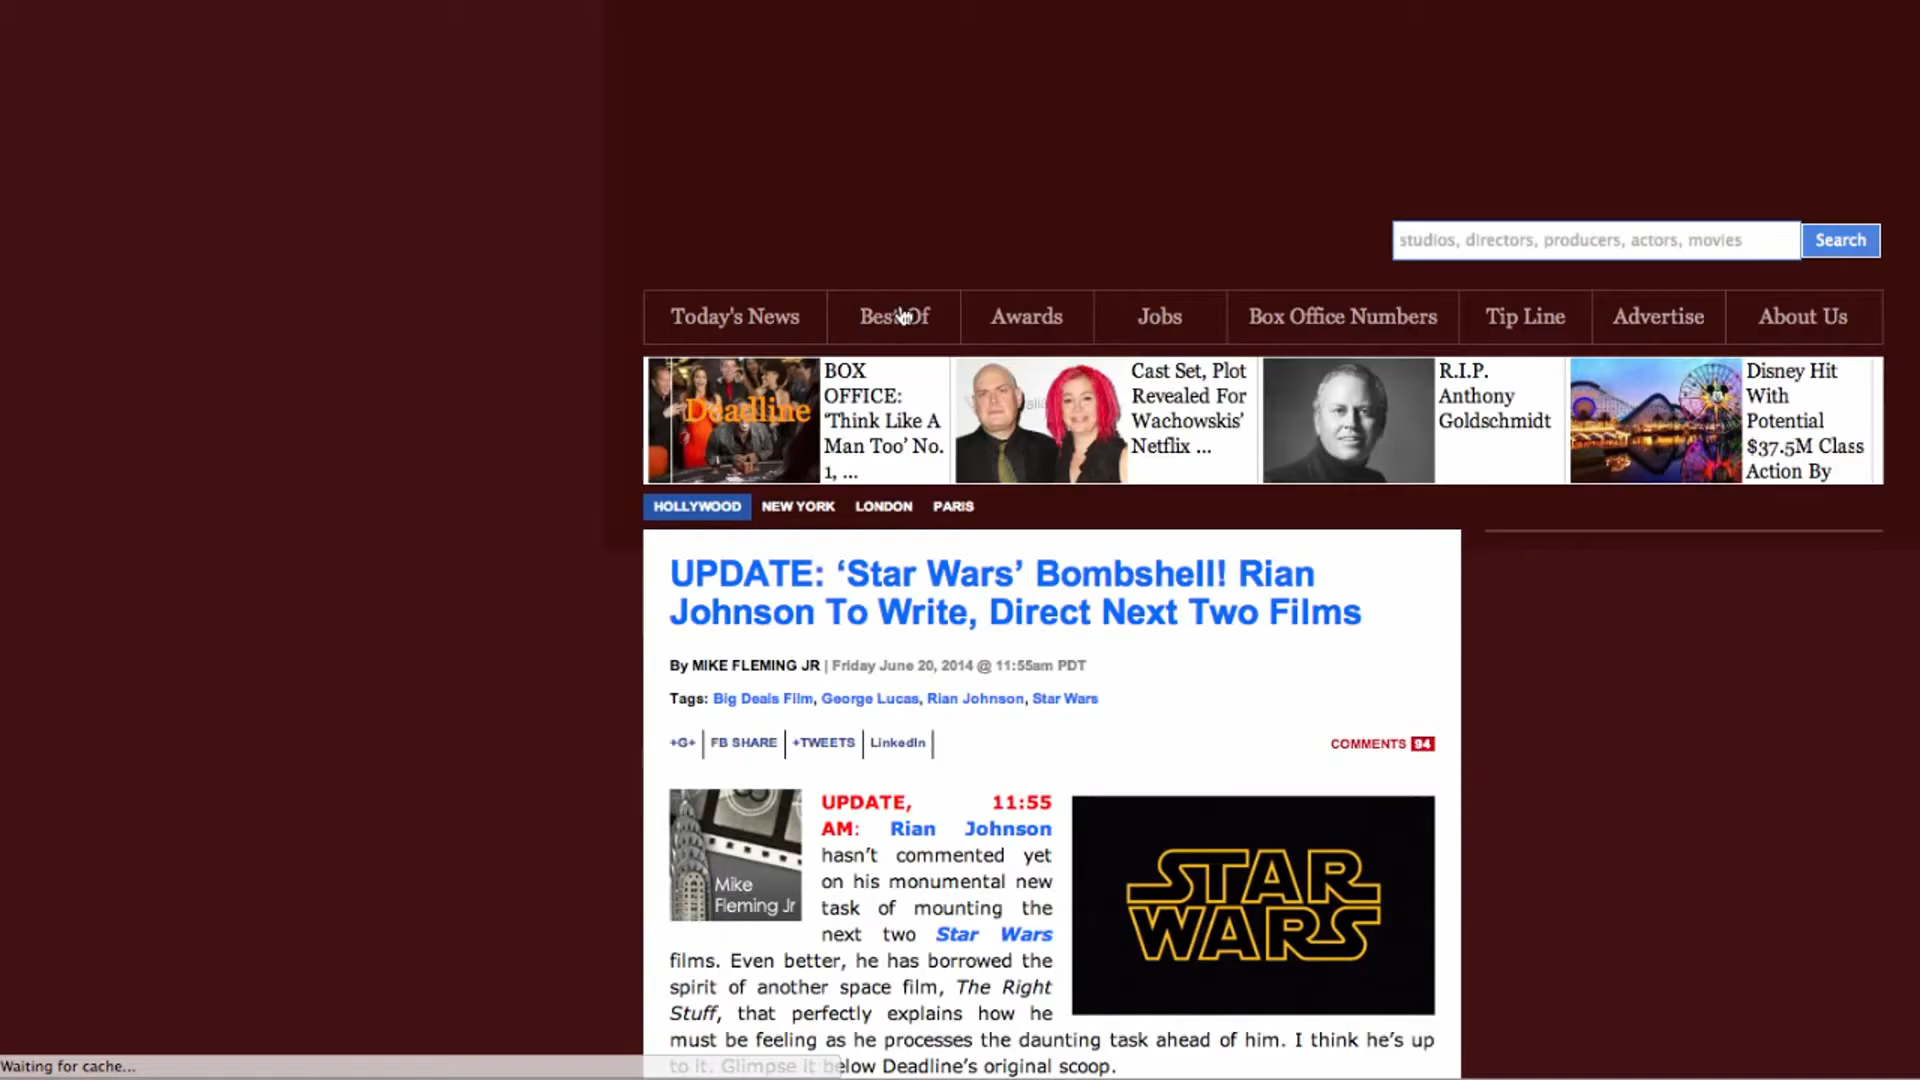 studios, directors, producers, actors, movies
Search
Today's News
Best Of
Awards
Jobs
Box Office Numbers
Tip Line
Advertise
About Us
Deadline
BOX
OFFICE:
‘Think Like A
Man Too’ No.
1, ...
Cast Set, Plot
Revealed For
Wachowskis’
Netflix ...
R.I.P.
Anthony
Goldschmidt
Disney Hit
With
Potential
$37.5M Class
Action By
HOLLYWOOD
NEW YORK
LONDON
PARIS
UPDATE: ‘Star Wars’ Bombshell! Rian
Johnson To Write, Direct Next Two Films
By MIKE FLEMING JR | Friday June 20, 2014 @ 11:55am PDT
Tags: Big Deals Film, George Lucas, Rian Johnson, Star Wars
+G+
FB SHARE
+TWEETS
LinkedIn
COMMENTS 94
Mike
Fleming Jr
UPDATE, 11:55
AM: Rian Johnson
hasn’t commented yet
on his monumental new
task of mounting the
next two Star Wars
films. Even better, he has borrowed the
spirit of another space film, The Right
Stuff, that perfectly explains how he
must be feeling as he processes the daunting task ahead of him. I think he’s up
to it. Glimpse it below Deadline’s original scoop.
STAR
WARS
Waiting for cache...